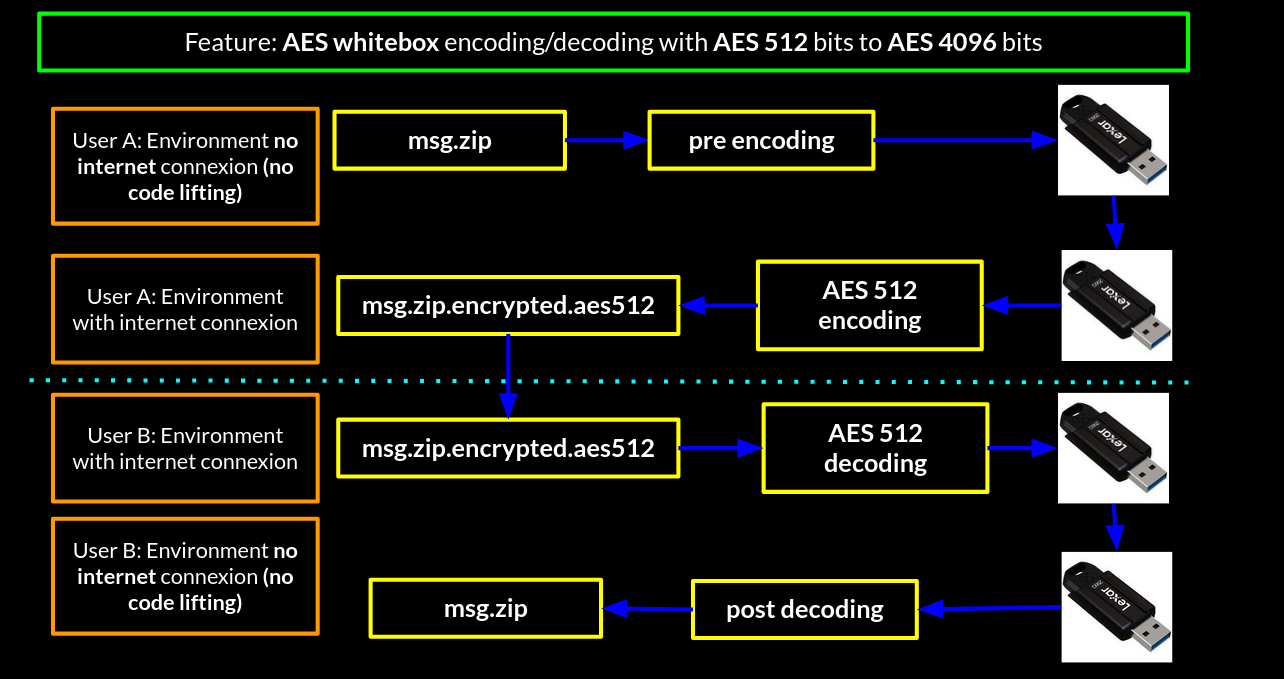 Feature: AES whitebox encoding/decoding with AES 512 bits to AES 4096 bits
User A: Environment no
internet connexion (no
code lifting)
msg.zip
pre encoding
Lexar
User A: Environment
with internet connexion
msg.zip.encrypted.aes512
AES 512
encoding
Lexar
User B: Environment
with internet connexion
msg.zip.encrypted.aes512
AES 512
decoding
Lexar
User B: Environment no
internet connexion (no
code lifting)
msg.zip
post decoding
Lexar